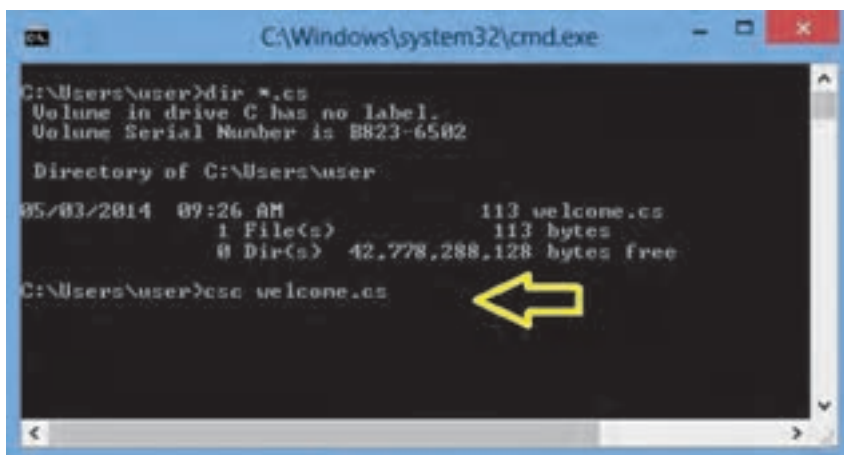 C:\Windows\system32\cmd.exe
C:\Users\user>dir *.cs
Volume in drive C has no label.
Volume Serial Number is B823-6502
Directory of C:\Users\user
05/03/2014 09:26 AM 113 welcome.cs
1 File(s) 113 bytes
0 Dir(s) 42,778,288,128 bytes free
C:\Users\user>csc welcome.cs